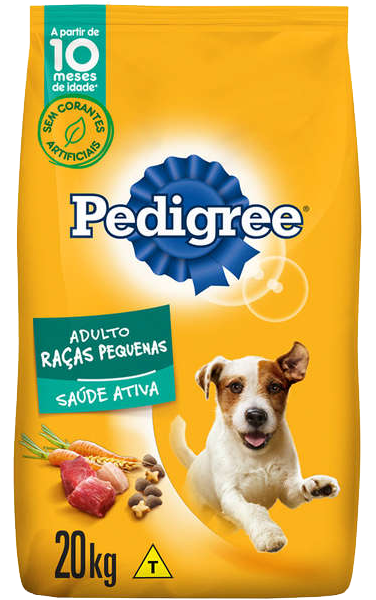 A partir de
10
meses
de idade*
SEM CORANTES
ARTIFICIAIS
Pedigree®
ADULTO
RAÇAS PEQUENAS
SAÚDE ATIVA
20kg
T